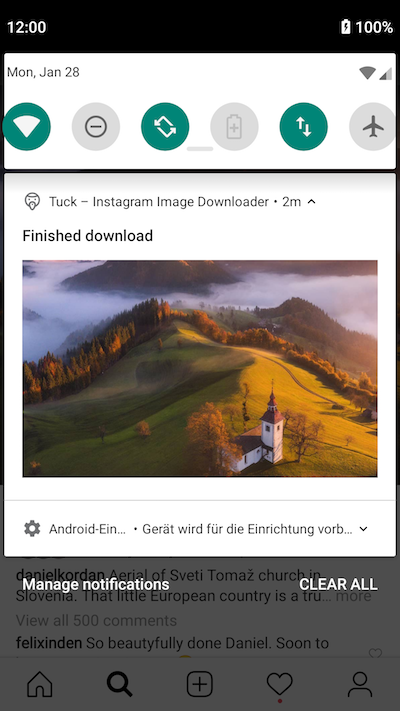 12:00 100%
Mon, Jan 28
Tuck – Instagram Image Downloader • 2m
Finished download
Android-Ein… • Gerät wird für die Einrichtung vorb…
Manage notifications CLEAR ALL
danielkordan Aerial of Sveti Tomaž church in
Slovenia. That little European country is a tru… more
View all 500 comments
felixinden So beautyfully done Daniel. Soon to